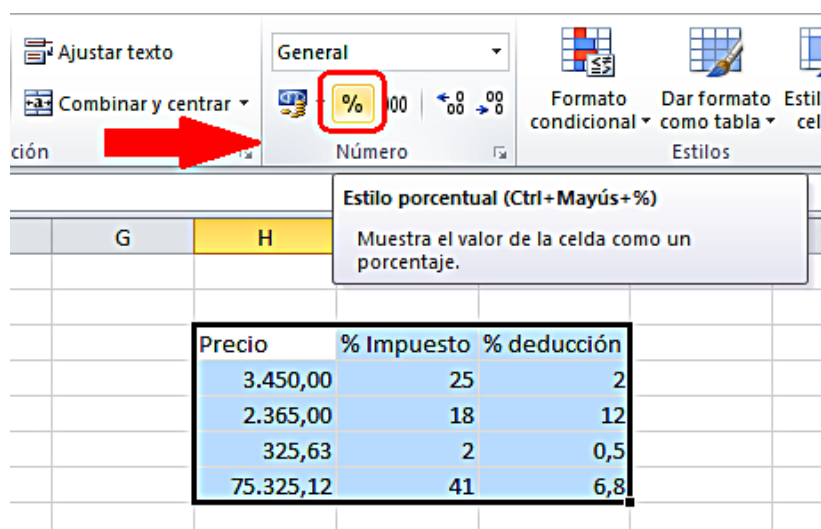 Ajustar texto
General
Combinar y centrar
% 000
,0 ,00
,00 ,0
Formato condicional
Dar formato como tabla
Estil
cel
ción
Número
Estilos
Estilo porcentual (Ctrl+Mayús+%)
Muestra el valor de la celda como un
porcentaje.
G H
Precio % Impuesto % deducción
3.450,00 25 2
2.365,00 18 12
325,63 2 0,5
75.325,12 41 6,8